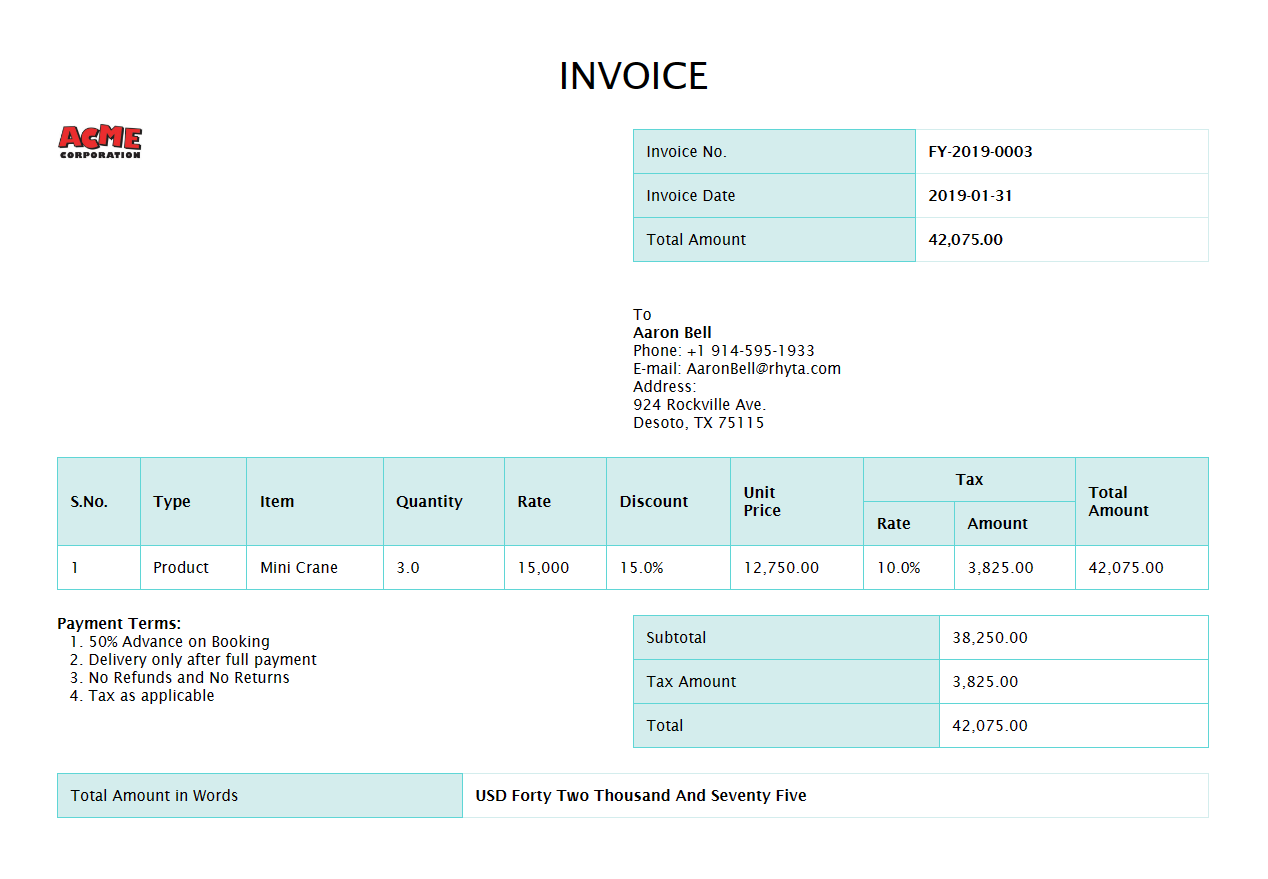 INVOICE
ACME
CORPORATION
Invoice No. FY-2019-0003
Invoice Date 2019-01-31
Total Amount 42,075.00
To
Aaron Bell
Phone: +1 914-595-1933
E-mail: AaronBell@rhyta.com
Address:
924 Rockville Ave.
Desoto, TX 75115
S.No. Type Item Quantity Rate Discount Unit Price Tax Total Amount
Rate Amount
1 Product Mini Crane 3.0 15,000 15.0% 12,750.00 10.0% 3,825.00 42,075.00
Payment Terms:
1. 50% Advance on Booking
2. Delivery only after full payment
3. No Refunds and No Returns
4. Tax as applicable
Subtotal 38,250.00
Tax Amount 3,825.00
Total 42,075.00
Total Amount in Words USD Forty Two Thousand And Seventy Five